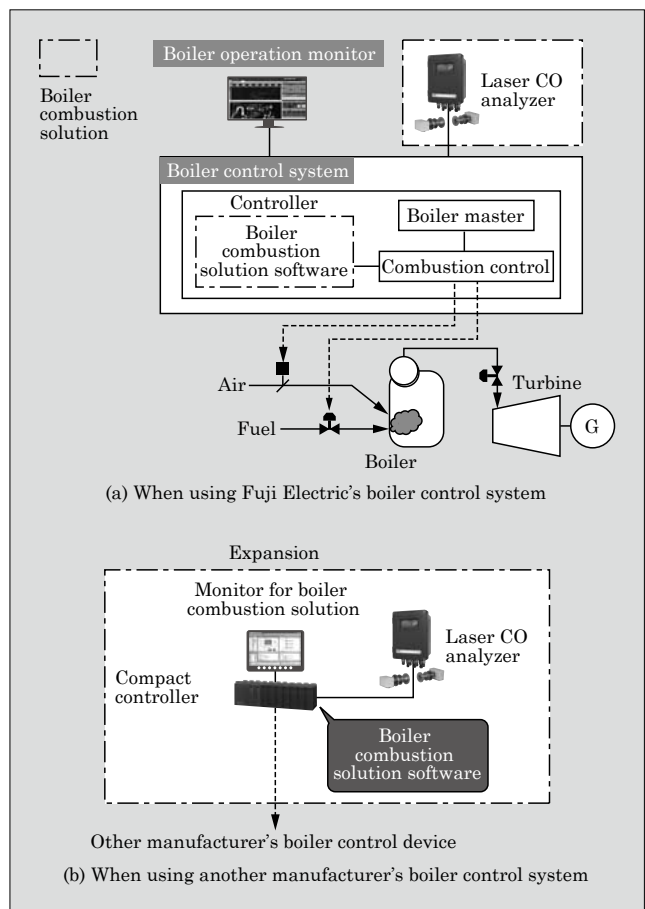 Boiler operation monitor
Laser CO
analyzer
Boiler
combustion
solution
Boiler control system
Controller
Boiler
combustion
solution software
Boiler master
Combustion control
Air
Fuel
Boiler
Turbine
G
(a) When using Fuji Electric’s boiler control system
Expansion
Monitor for boiler
combustion solution
Laser CO
analyzer
Compact
controller
Boiler
combustion
solution software
Other manufacturer’s boiler control device
(b) When using another manufacturer’s boiler control system